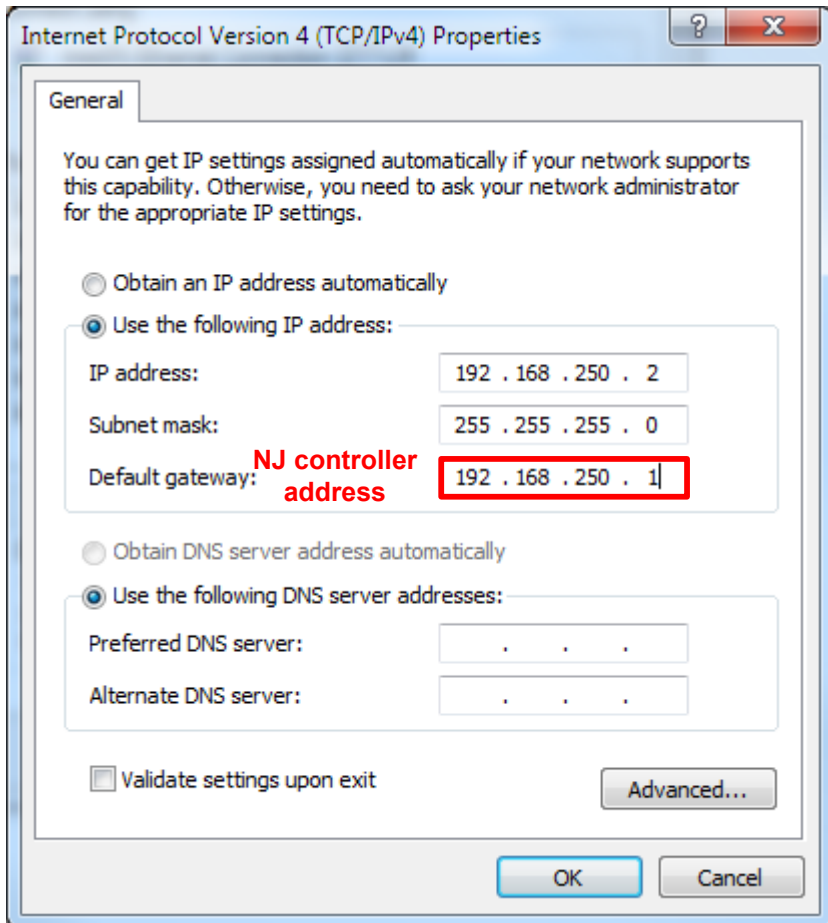 Internet Protocol Version 4 (TCP/IPv4) Properties
?
X
General
You can get IP settings assigned automatically if your network supports
this capability. Otherwise, you need to ask your network administrator
for the appropriate IP settings.
Obtain an IP address automatically
Use the following IP address:
IP address: 192 . 168 . 250 . 2
Subnet mask: 255 . 255 . 255 . 0
Default gateway: NJ controller address 192 . 168 . 250 . 1
Obtain DNS server address automatically
Use the following DNS server addresses:
Preferred DNS server: . . .
Alternate DNS server: . . .
Validate settings upon exit
Advanced...
OK Cancel